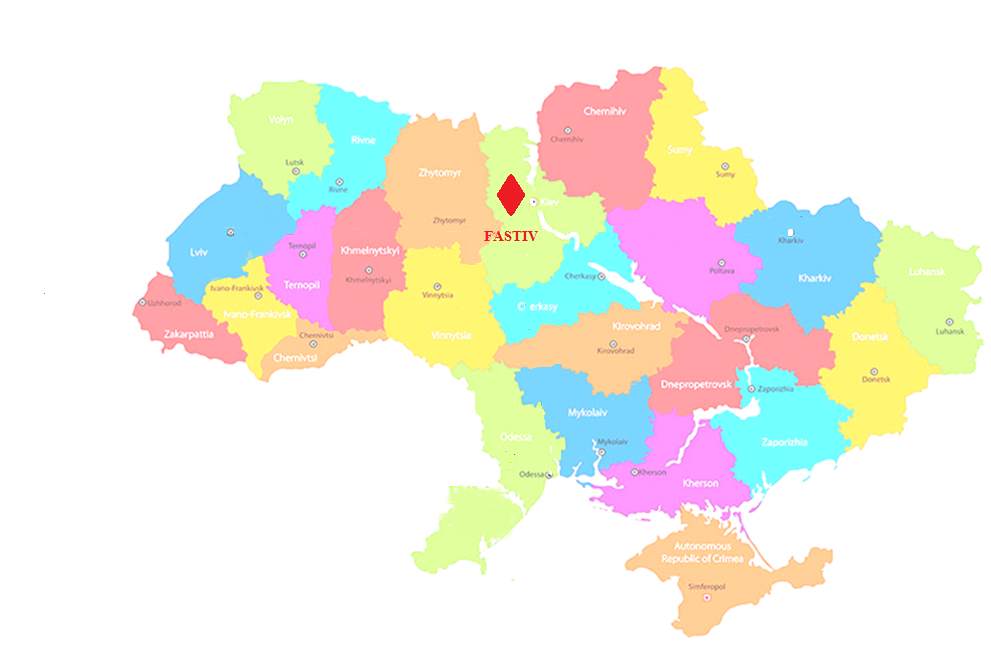 Chernihiv
Chernihiv
Volyn
Rivne
Lutsk
Rivne
Sumy
Sumy
Zhytomyr
Zhytomyr
Kiev
FASTIV
Lviv
Ternopil
Ternopil
Khmelnytskyi
Khmelnytskyi
Kharkiv
Kharkiv
Poltava
Luhansk
Luhansk
Cherkasy
Cl erkasy
Uzhhorod
Zakarpattia
Ivano-Frankivsk
Ivano-Frankivsk
Chernivtsi
Chernivtsi
Vinnytsia
Vinnytsia
Kirovohrad
Kirovohrad
Dnepropetrovsk
Dnepropetrovsk
Donetsk
Donetsk
Zaporizhia
Zaporizhia
Mykolaiv
Mykolaiv
Odessa
Odessa
Kherson
Kherson
Autonomous
Republic of Crimea
Simferopol